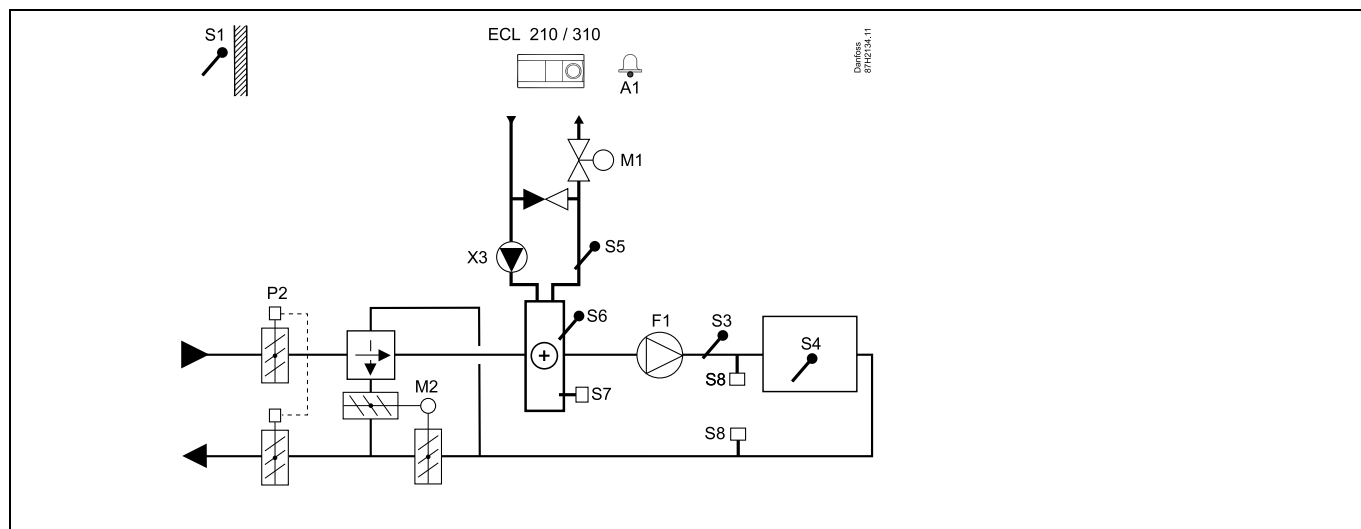 S1
ECL 210 / 310
Danfoss
87H2134.11
A1
M1
X3
S5
P2
S6
F1
S3
S4
M2
S8
S7
S8